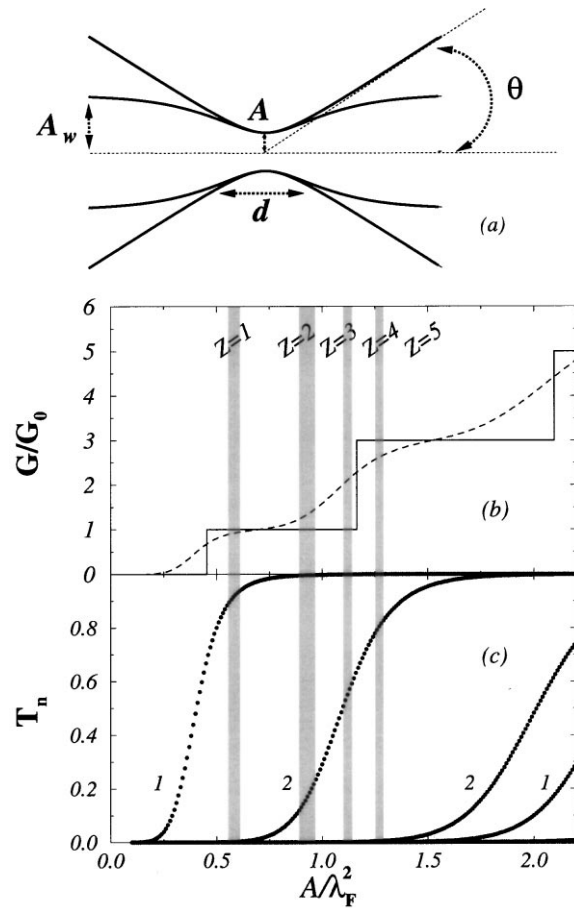 A
θ
A_w
d
(a)
6
Z=1 Z=2 Z=3 Z=4 Z=5
5
4
G/G_0
3
2
(b)
1
0
0.8
(c)
0.6
T_n
0.4
1 2 2 1
0.2
0.0
0.0 0.5 1.0 1.5 2.0
A/λ_F^2